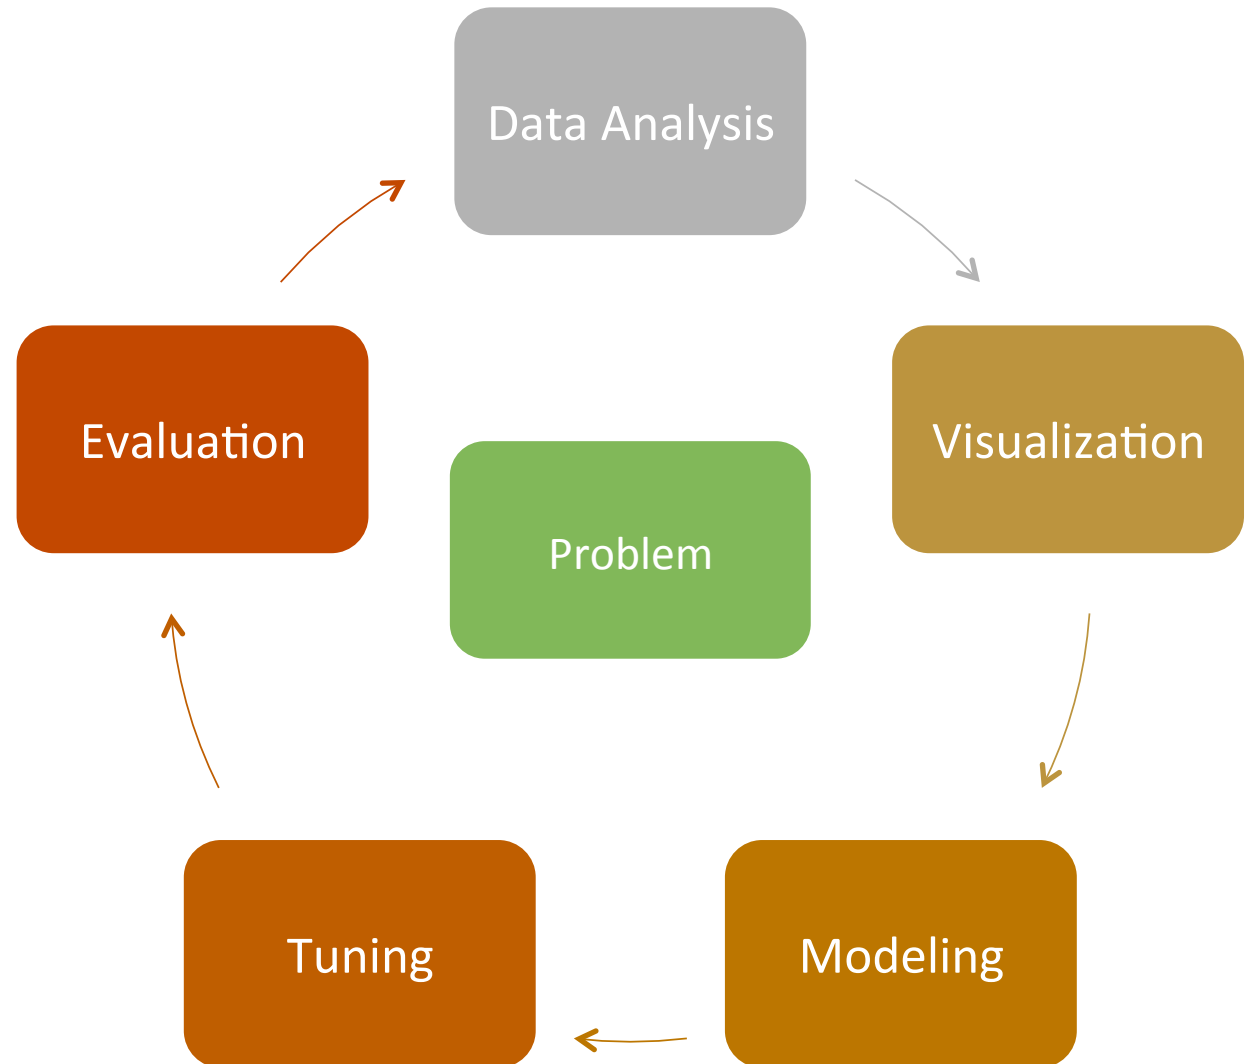 Data Analysis
Visualization
Modeling
Tuning
Evaluation
Problem